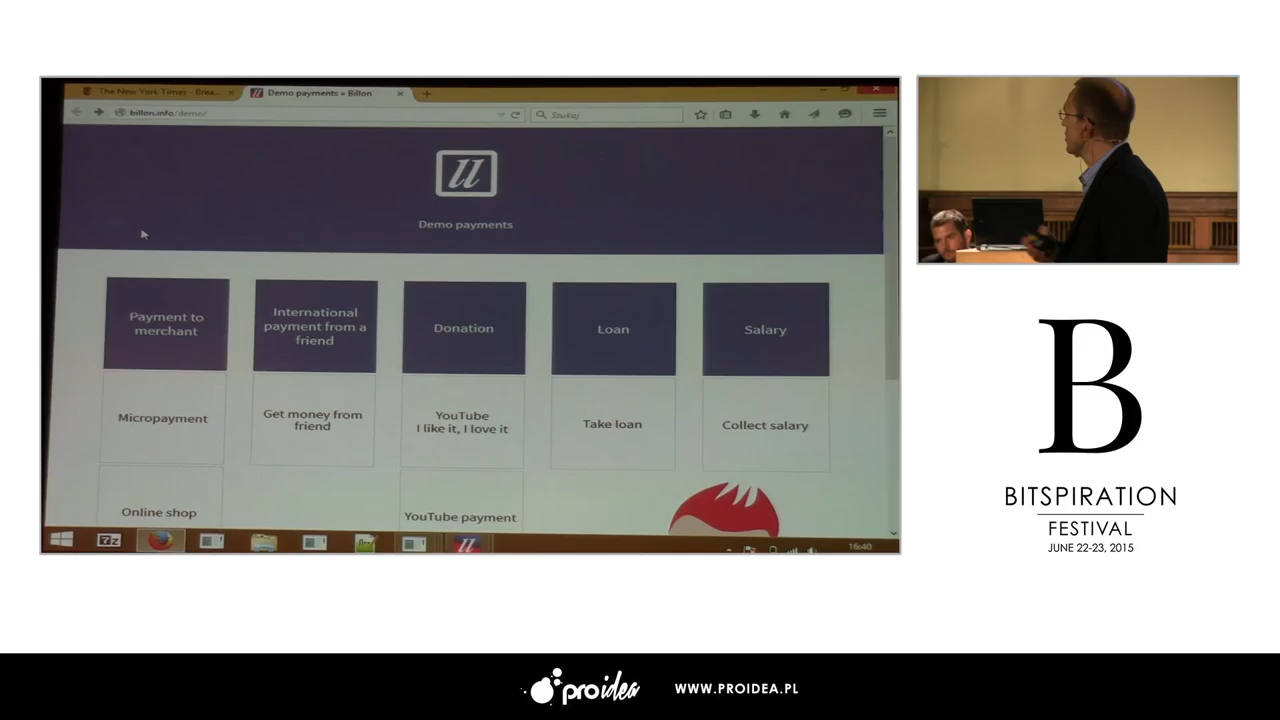 The New York Times - Brea...
Demo payments » Billon
billon.info/demo/
Szukaj
Demo payments
Payment to
merchant
International
payment from a
friend
Donation
Loan
Salary
Micropayment
Get money from
friend
YouTube
I like it, I love it
Take loan
Collect salary
Online shop
YouTube payment
7z
16:40
B
BITSPIRATION
FESTIVAL
JUNE 22-23, 2015
proidea
WWW.PROIDEA.PL